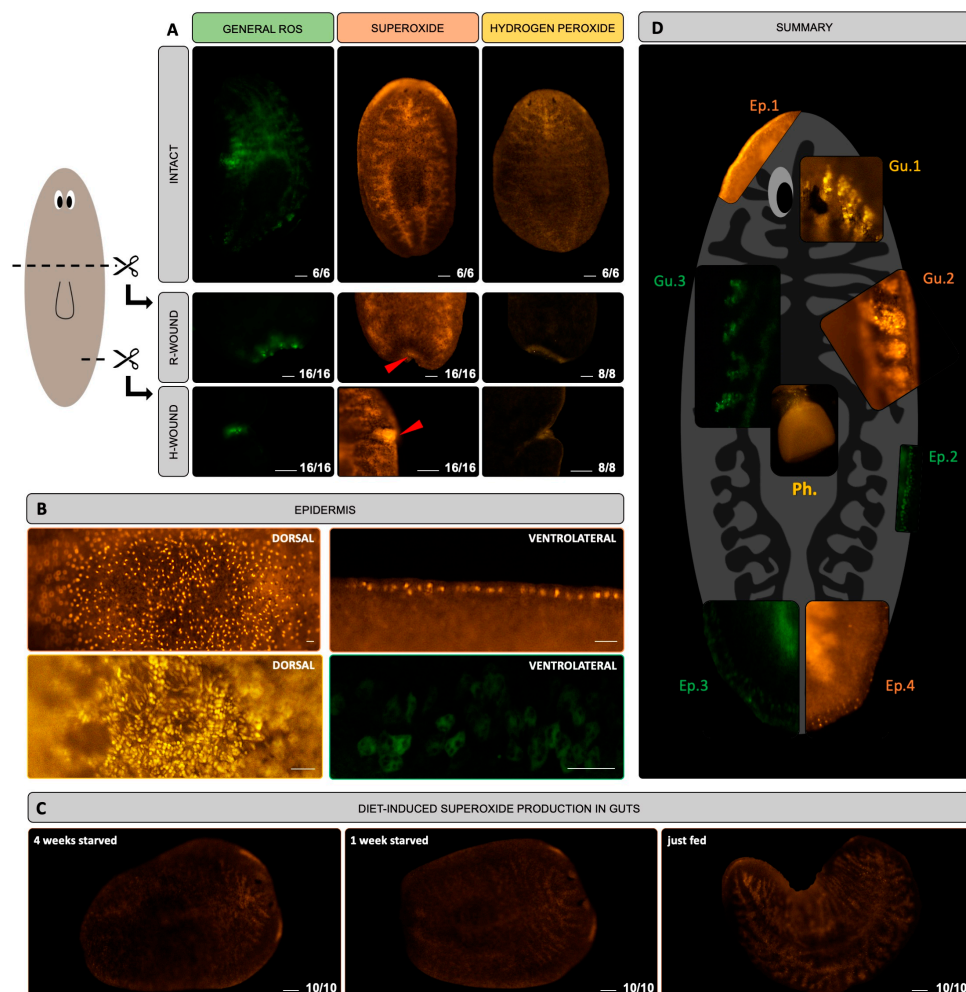 A
GENERAL ROS
SUPEROXIDE
HYDROGEN PEROXIDE
INTACT
6/6
6/6
6/6
R-WOUND
16/16
16/16
8/8
H-WOUND
16/16
16/16
8/8
B
EPIDERMIS
DORSAL
VENTROLATERAL
DORSAL
VENTROLATERAL
D
SUMMARY
Ep.1
Gu.1
Gu.3
Gu.2
Ep.2
Ph.
Ep.3
Ep.4
C
DIET-INDUCED SUPEROXIDE PRODUCTION IN GUTS
4 weeks starved
10/10
1 week starved
10/10
just fed
10/10